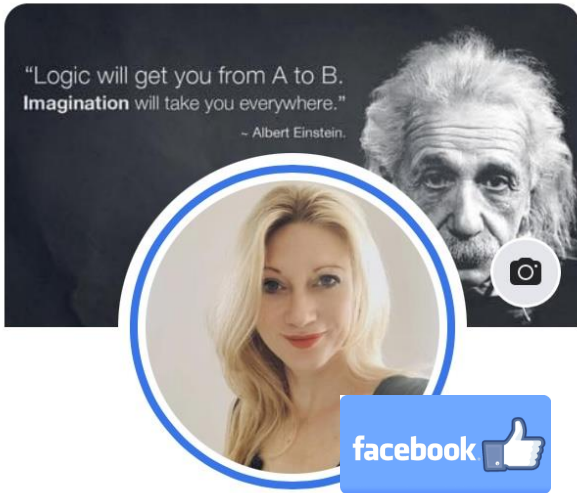 “Logic will get you from A to B.
Imagination will take you everywhere.”
~ Albert Einstein.
facebook